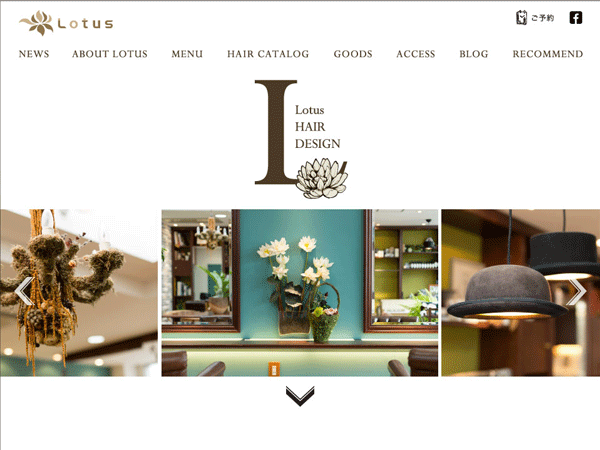 Lotus
ご予約
NEWS ABOUT LOTUS MENU HAIR CATALOG GOODS ACCESS BLOG RECOMMEND
Lotus
HAIR
DESIGN